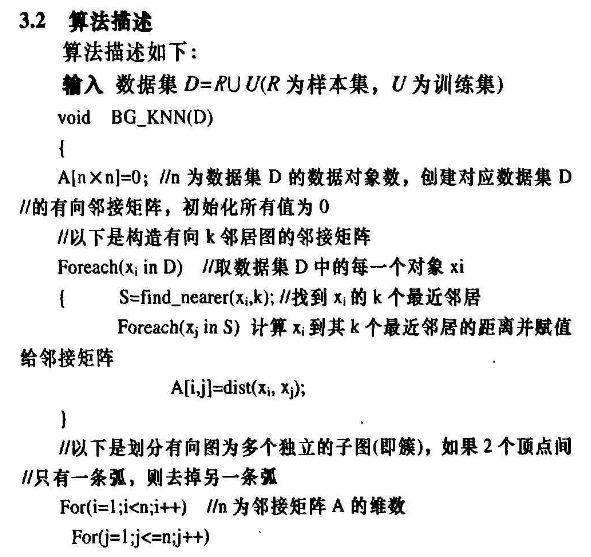 3.2 算法描述
算法描述如下：
输入 数据集 D=R∪U(R 为样本集，U 为训练集)
void BG_KNN(D)
{
A[n×n]=0; //n 为数据集 D 的数据对象数，创建对应数据集 D
//的有向邻接矩阵，初始化所有值为 0
//以下是构造有向 k 邻居图的邻接矩阵
Foreach(xi in D) //取数据集 D 中的每一个对象 xi
{ S=find_nearer(xi,k); //找到 xi 的 k 个最近邻居
Foreach(xj in S) 计算 xi 到其 k 个最近邻居的距离并赋值
给邻接矩阵
A[i,j]=dist(xi, xj);
}
//以下是划分有向图为多个独立的子图(即簇)，如果 2 个顶点间
//只有一条弧，则去掉另一条弧
For(i=1;i<n;i++) //n 为邻接矩阵 A 的维数
For(j=1;j<=n;j++)